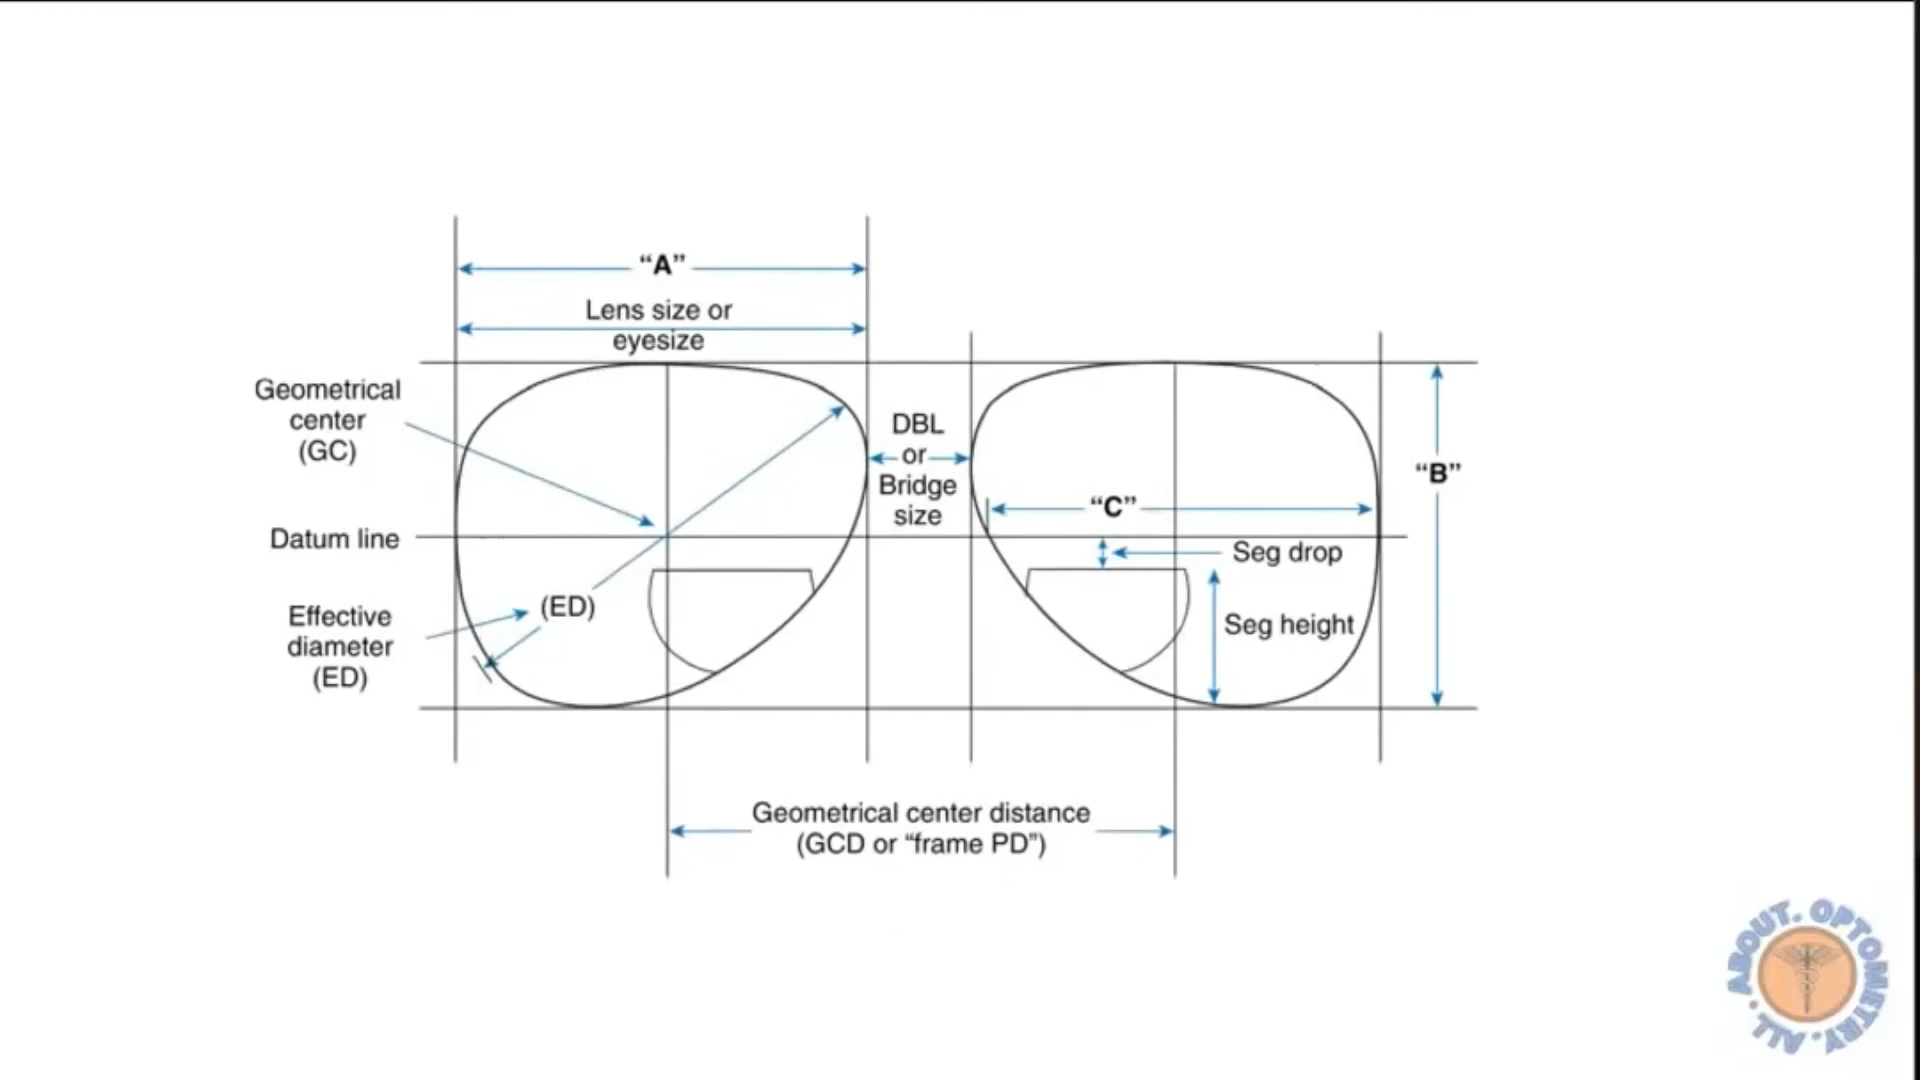 “A”
Lens size or
eyesize
Geometrical
center
(GC)
DBL
or
Bridge
size
“B”
“C”
Datum line
Seg drop
Effective
diameter
(ED)
(ED)
Seg height
Geometrical center distance
(GCD or “frame PD”)
ALL. ABOUT. OPTOMETRY.